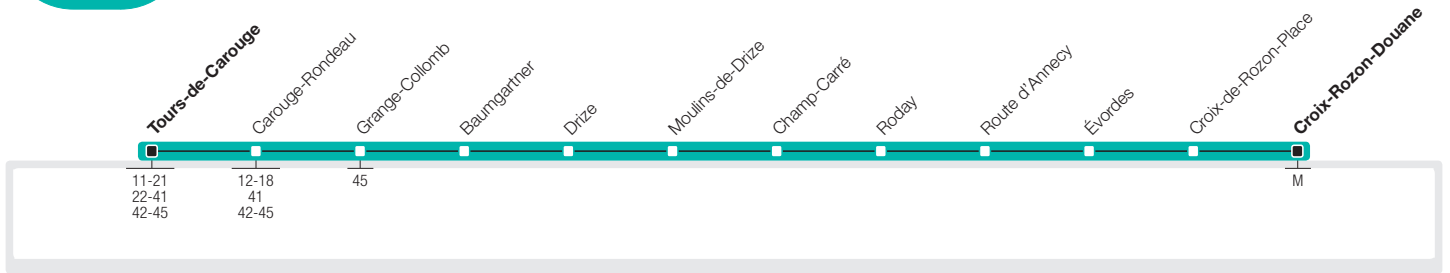 Tours-de-Carouge
Carouge-Rondeau
Grange-Collomb
Baumgartner
Drize
Moulins-de-Drize
Champ-Carré
Roday
Route d'Annecy
Évordes
Croix-de-Rozon-Place
Croix-Rozon-Douane
11-21
22-41
42-45
12-18
41
42-45
45
M